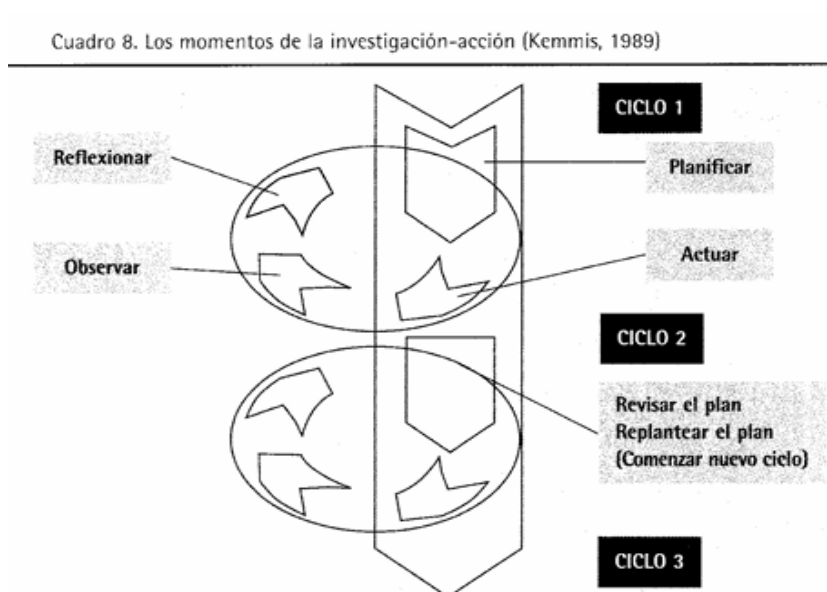 Cuadro 8. Los momentos de la investigación-acción (Kemmis, 1989)
CICLO 1
Reflexionar
Planificar
Observar
Actuar
CICLO 2
Revisar el plan
Replantear el plan
(Comenzar nuevo ciclo)
CICLO 3